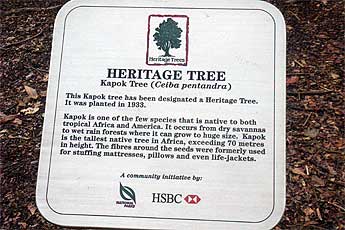 Heritage Trees
HERITAGE TREE
Kapok Tree (Ceiba pentandra)
This Kapok tree has been designated a Heritage Tree.
It was planted in 1933.
Kapok is one of the few species that is native to both
tropical Africa and America. It occurs from dry savannas
to wet rain forests where it can grow to huge size. Kapok
is the tallest native tree in Africa, exceeding 70 metres
in height. The fibres around the seeds were formerly used
for stuffing mattresses, pillows and even life-jackets.
A community initiative by:
NATIONAL
PARKS
HSBC